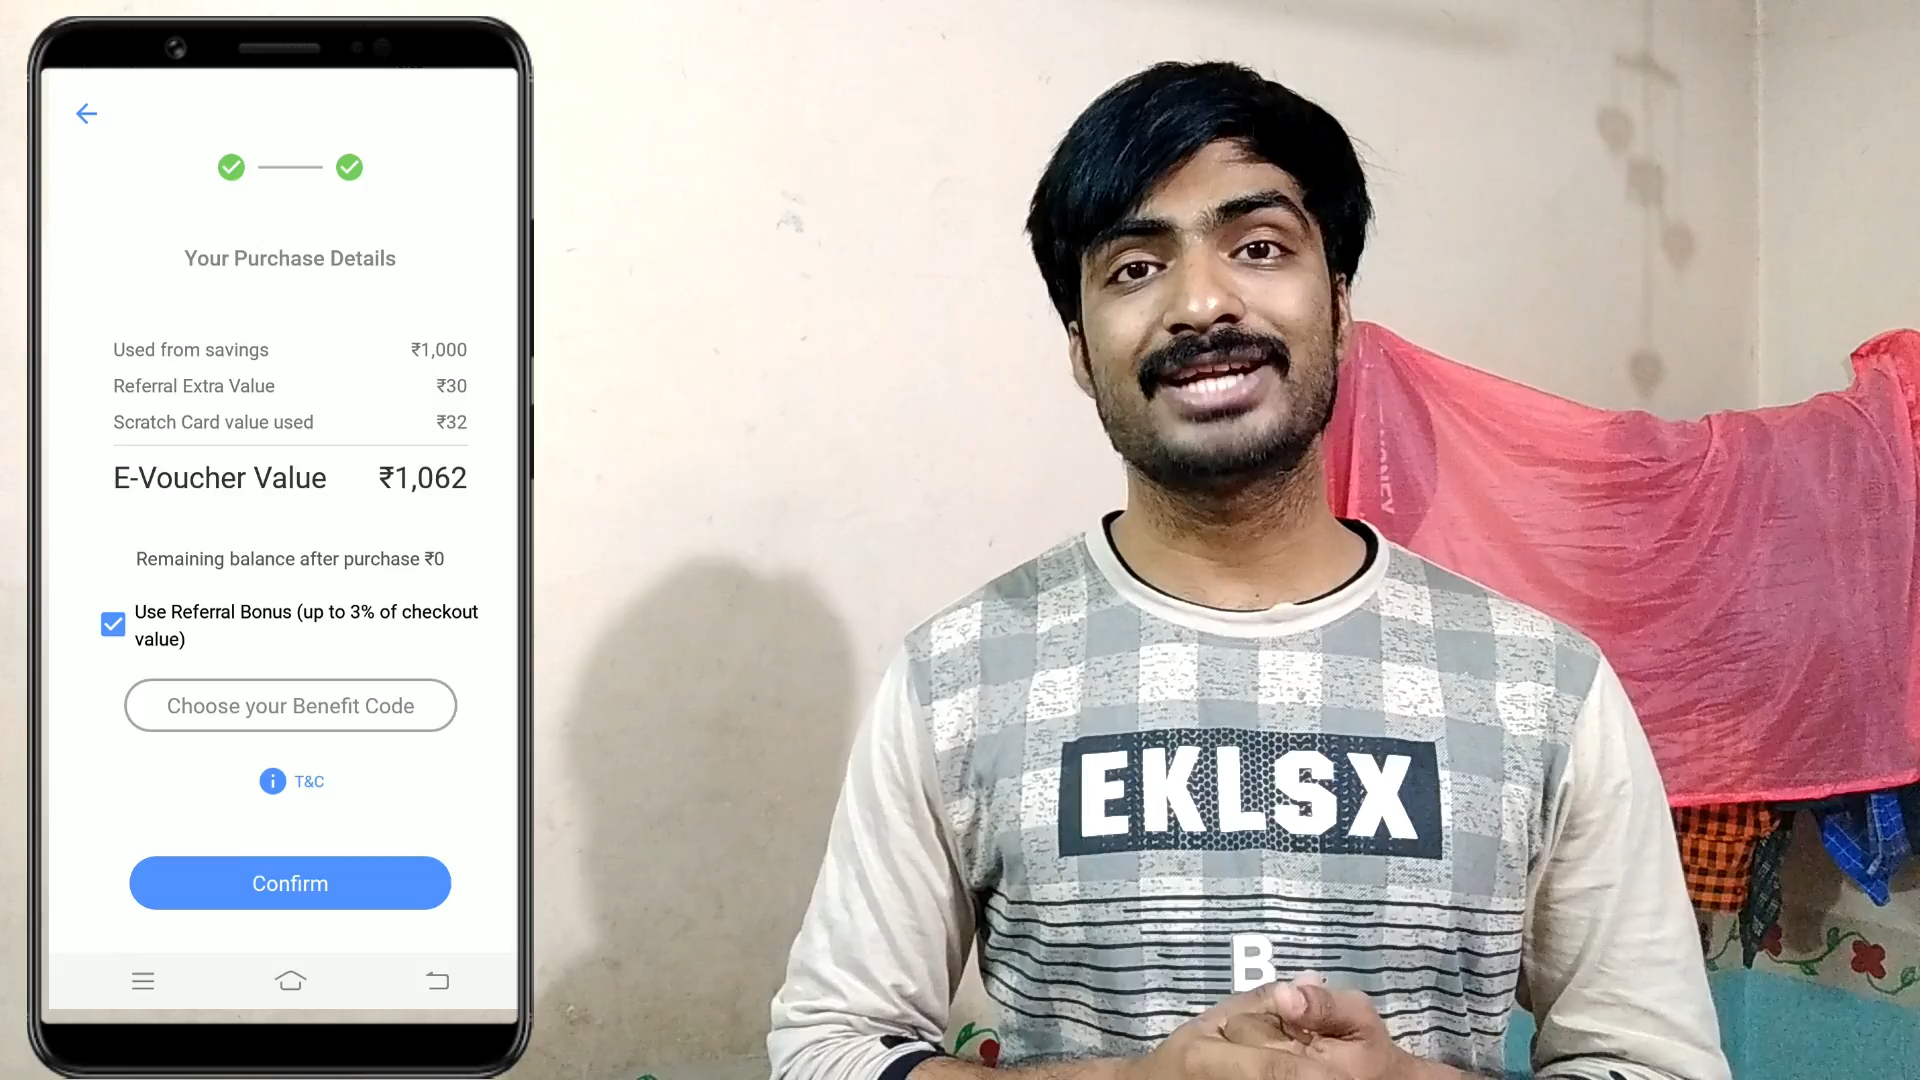 Your Purchase Details
Used from savings ₹1,000
Referral Extra Value ₹30
Scratch Card value used ₹32
E-Voucher Value ₹1,062
Remaining balance after purchase ₹0
Use Referral Bonus (up to 3% of checkout
value)
Choose your Benefit Code
i T&C
Confirm
EKLSX
B